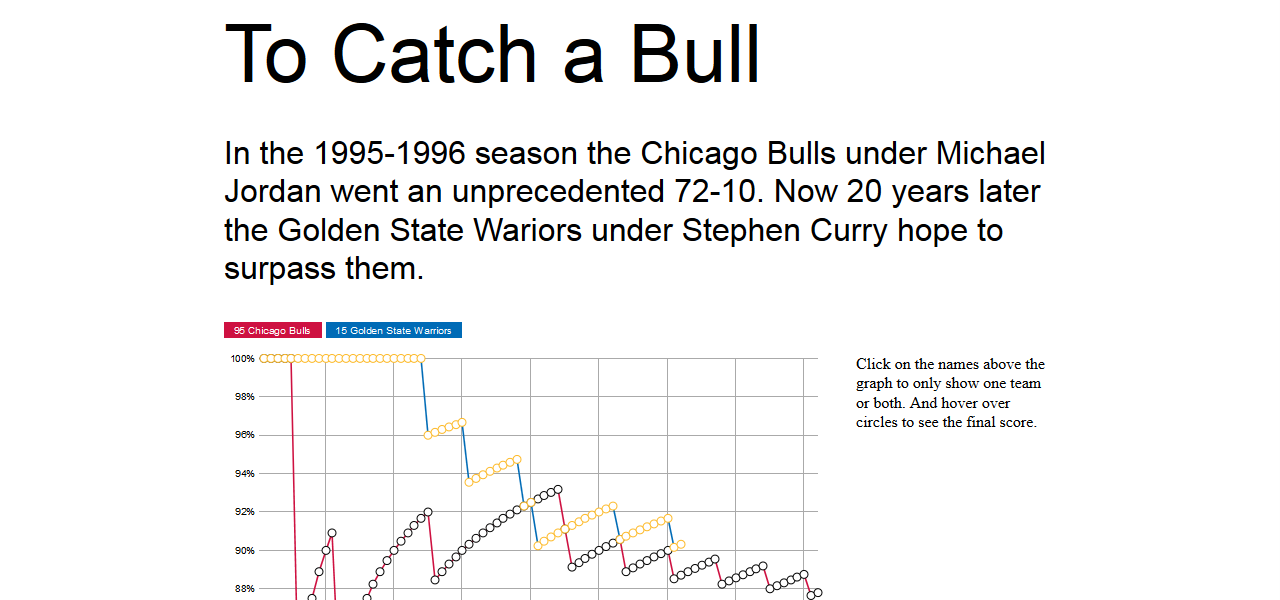 To Catch a Bull
In the 1995-1996 season the Chicago Bulls under Michael
Jordan went an unprecedented 72-10. Now 20 years later
the Golden State Wariors under Stephen Curry hope to
surpass them.
95 Chicago Bulls
15 Golden State Warriors
Click on the names above the
graph to only show one team
or both. And hover over
circles to see the final score.
100%
98%
96%
94%
92%
90%
88%